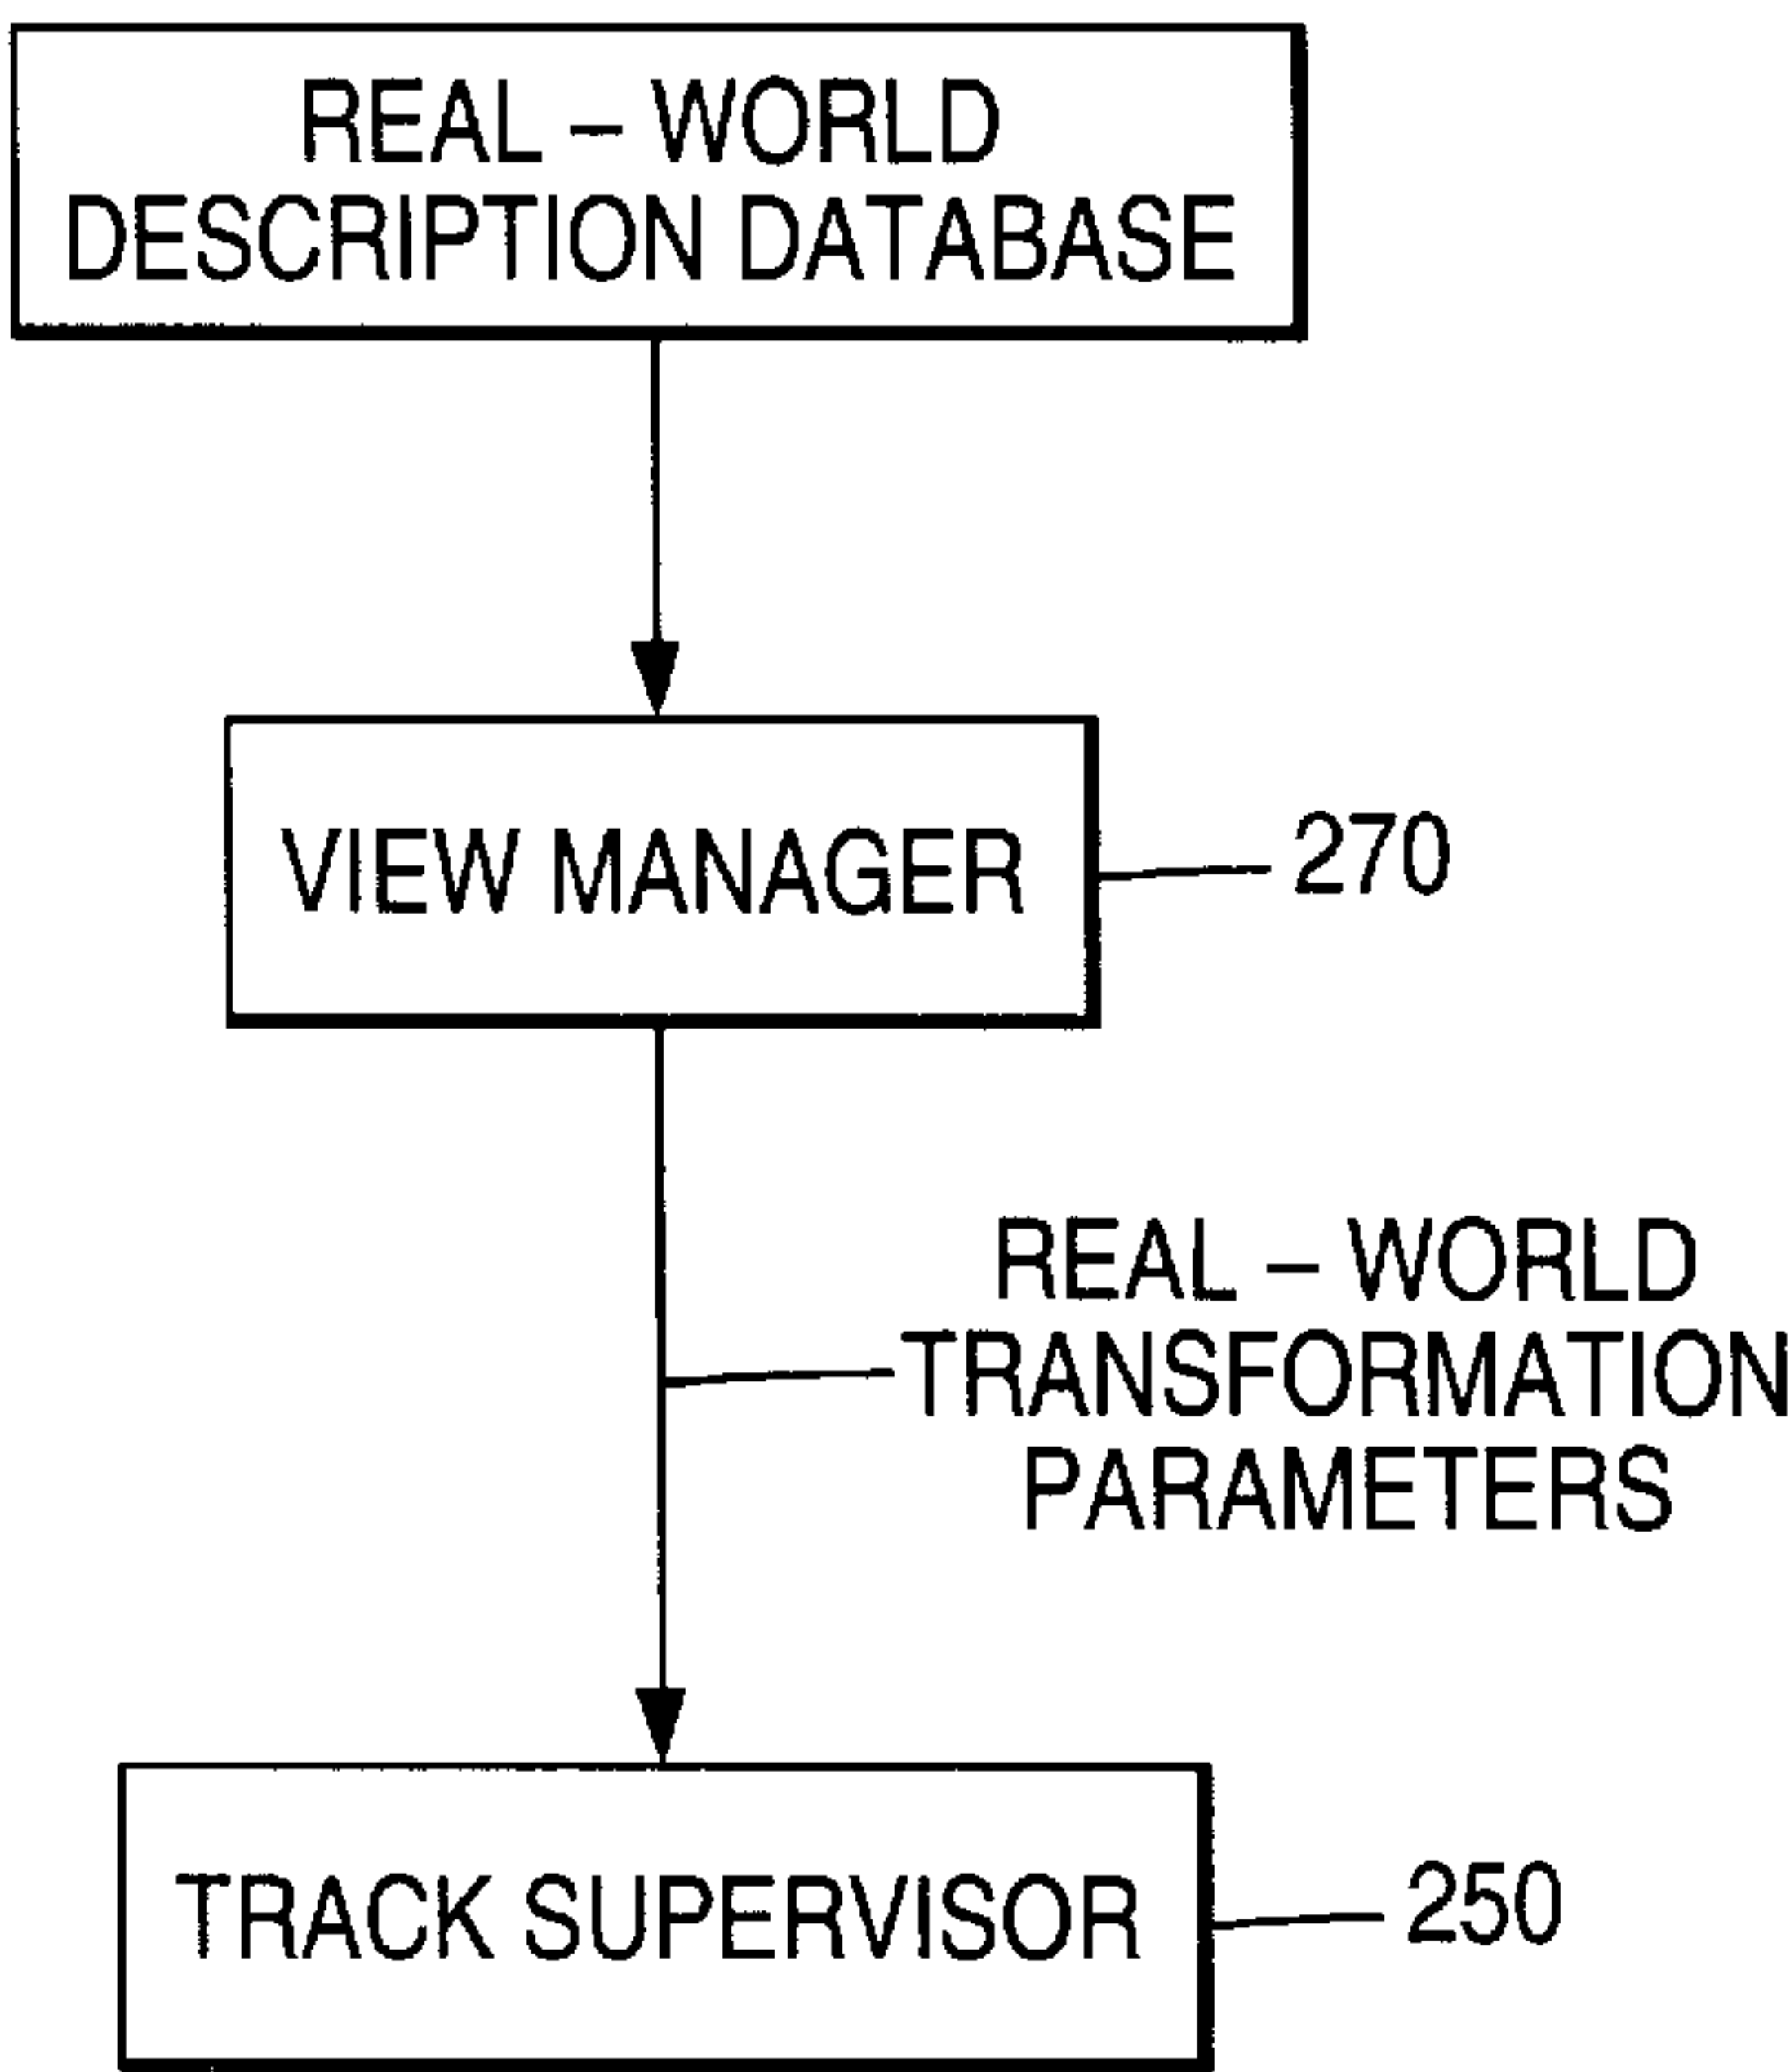 REAL – WORLD
DESCRIPTION DATABASE
VIEW MANAGER
270
REAL – WORLD
TRANSFORMATION
PARAMETERS
TRACK SUPERVISOR
250